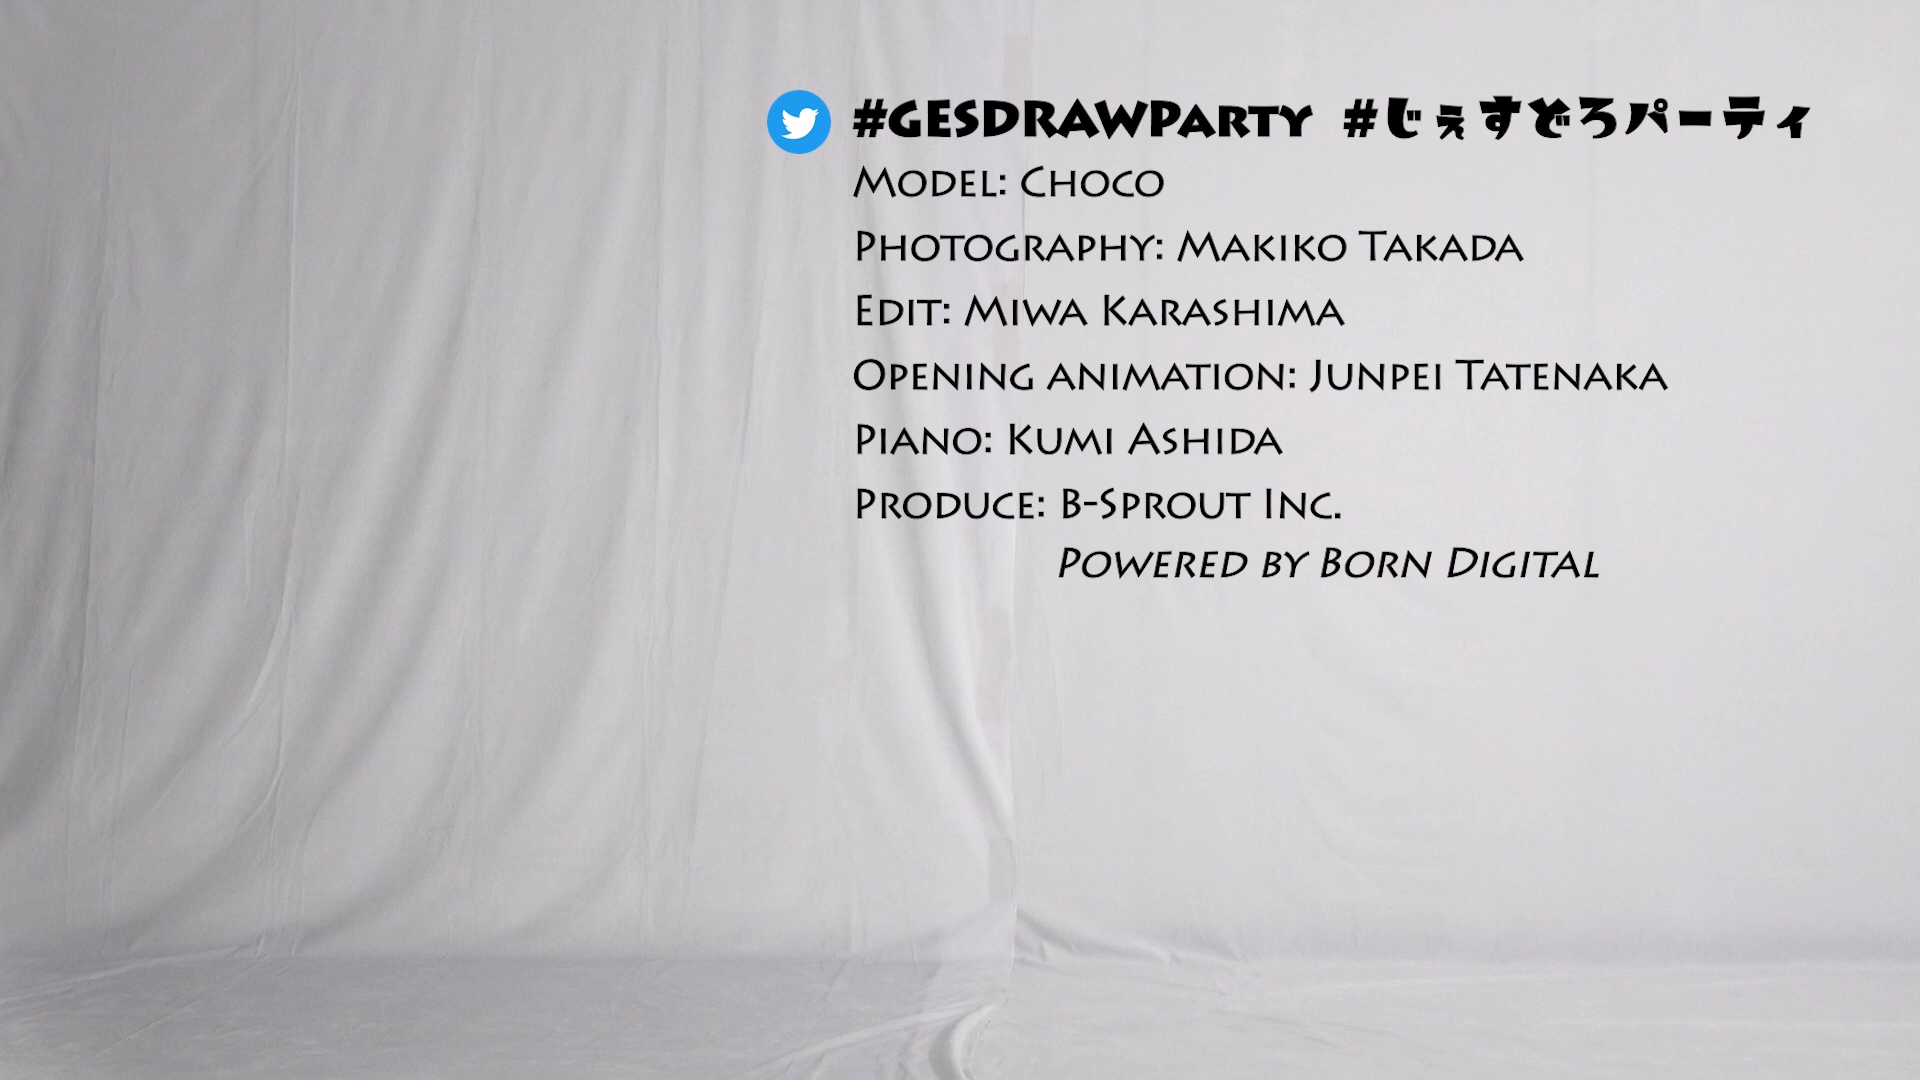 #GESDRAWPARTY #じぇすどろパーティ
MODEL: CHOCO
PHOTOGRAPHY: MAKIKO TAKADA
EDIT: MIWA KARASHIMA
OPENING ANIMATION: JUNPEI TATENAKA
PIANO: KUMI ASHIDA
PRODUCE: B-SPROUT INC.
POWERED BY BORN DIGITAL